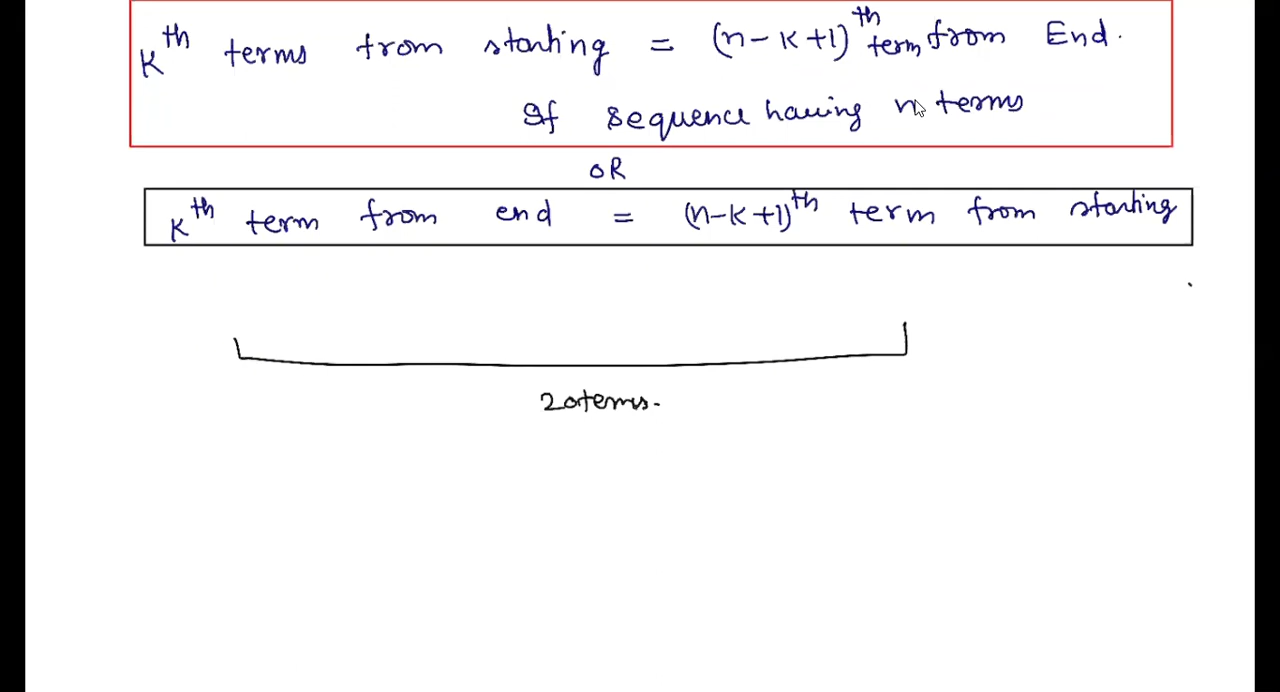 Kth terms from starting = (n-K+1)th term from End.
If sequence having n terms
OR
Kth term from end = (n-K+1)th term from starting
20terms.